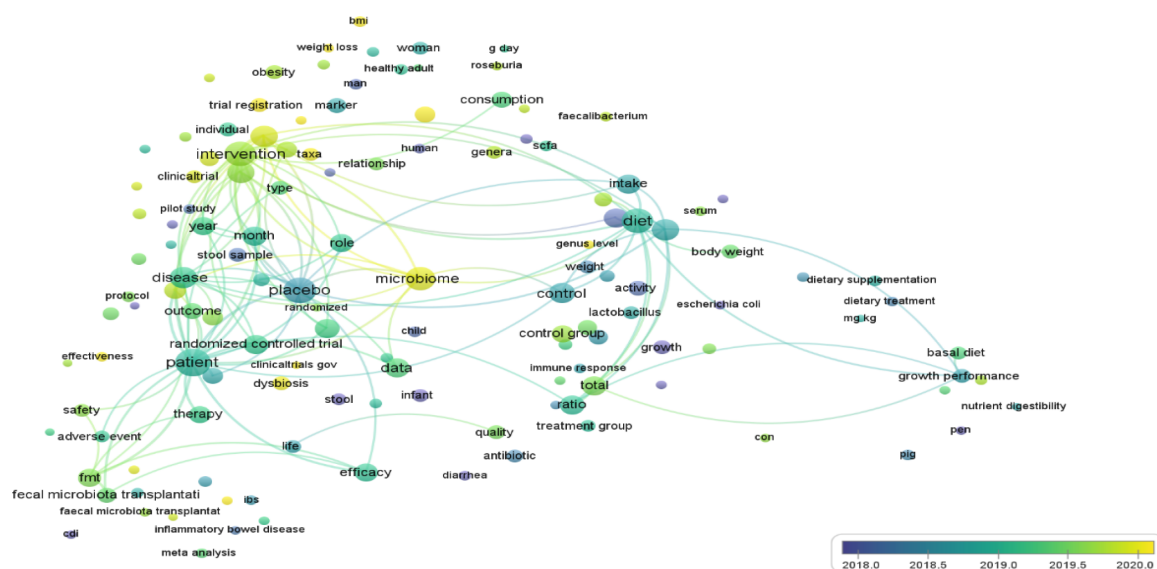 bmi
weight loss
woman
g day
obesity
healthy adult
roseburia
man
trial registration
marker
consumption
faecalibacterium
individual
human
scfa
intervention
taxa
relationship
genera
clinicaltrial
type
intake
pilot study
serum
year
month
role
diet
stool sample
genus level
body weight
disease
microbiome
weight
dietary supplementation
placebo
control
activity
protocol
randomized
escherichia coli
dietary treatment
outcome
lactobacillus
mg kg
child
control group
randomized controlled trial
growth
effectiveness
patient
clinicaltrials gov
data
immune response
basal diet
dysbiosis
total
growth performance
stool
infant
ratio
nutrient digestibility
safety
therapy
treatment group
adverse event
quality
con
pen
life
antibiotic
pig
fmt
efficacy
diarrhea
fecal microbiota transplantati
ibs
faecal microbiota transplantat
cdi
inflammatory bowel disease
meta analysis
2018.0 2018.5 2019.0 2019.5 2020.0